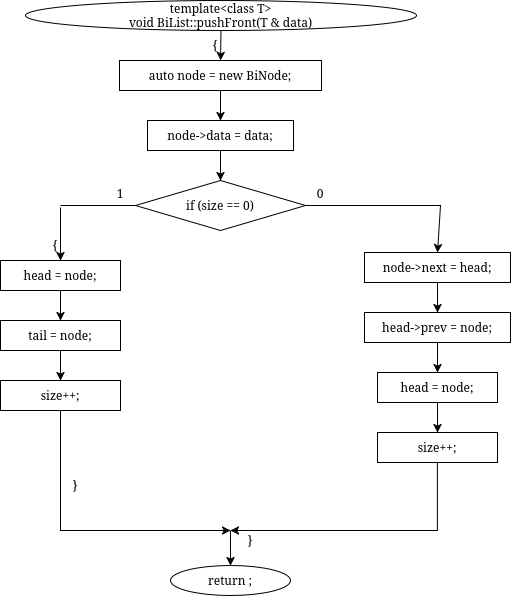 template<class T>
void BiList::pushFront(T & data)
{
auto node = new BiNode;
node->data = data;
1
0
if (size == 0)
{
head = node;
node->next = head;
tail = node;
head->prev = node;
size++;
head = node;
size++;
}
}
return ;